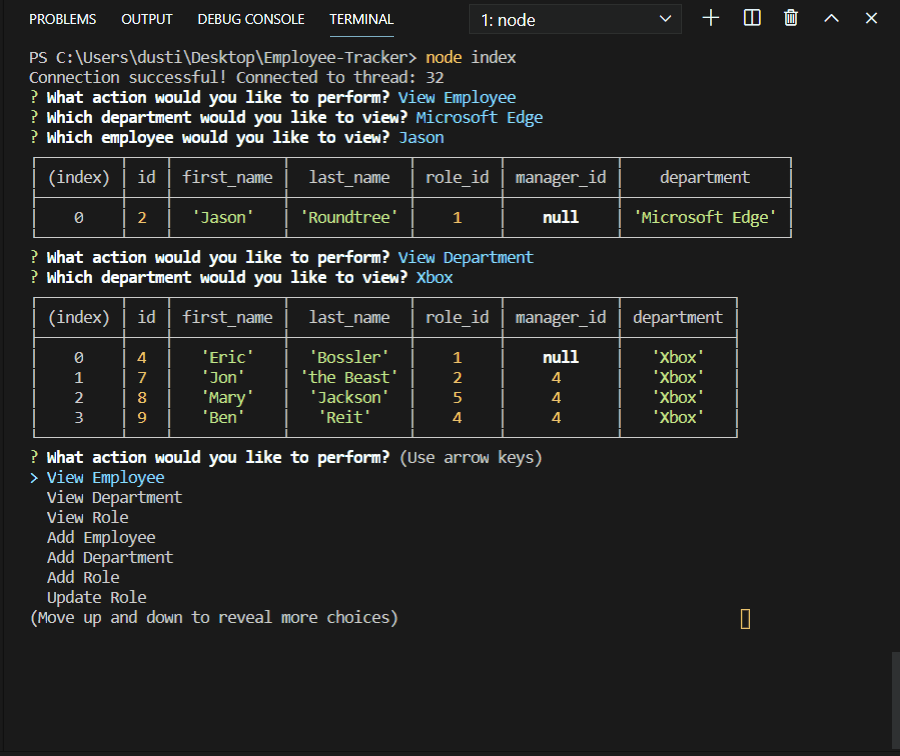 PROBLEMS OUTPUT DEBUG CONSOLE TERMINAL 1: node
PS C:\Users\dusti\Desktop\Employee-Tracker> node index
Connection successful! Connected to thread: 32
? What action would you like to perform? View Employee
? Which department would you like to view? Microsoft Edge
? Which employee would you like to view? Jason
(index) id first_name last_name role_id manager_id department
0 2 'Jason' 'Roundtree' 1 null 'Microsoft Edge'
? What action would you like to perform? View Department
? Which department would you like to view? Xbox
(index) id first_name last_name role_id manager_id department
0 4 'Eric' 'Bossler' 1 null 'Xbox'
1 7 'Jon' 'the Beast' 2 4 'Xbox'
2 8 'Mary' 'Jackson' 5 4 'Xbox'
3 9 'Ben' 'Reit' 4 4 'Xbox'
? What action would you like to perform? (Use arrow keys)
> View Employee
View Department
View Role
Add Employee
Add Department
Add Role
Update Role
(Move up and down to reveal more choices)